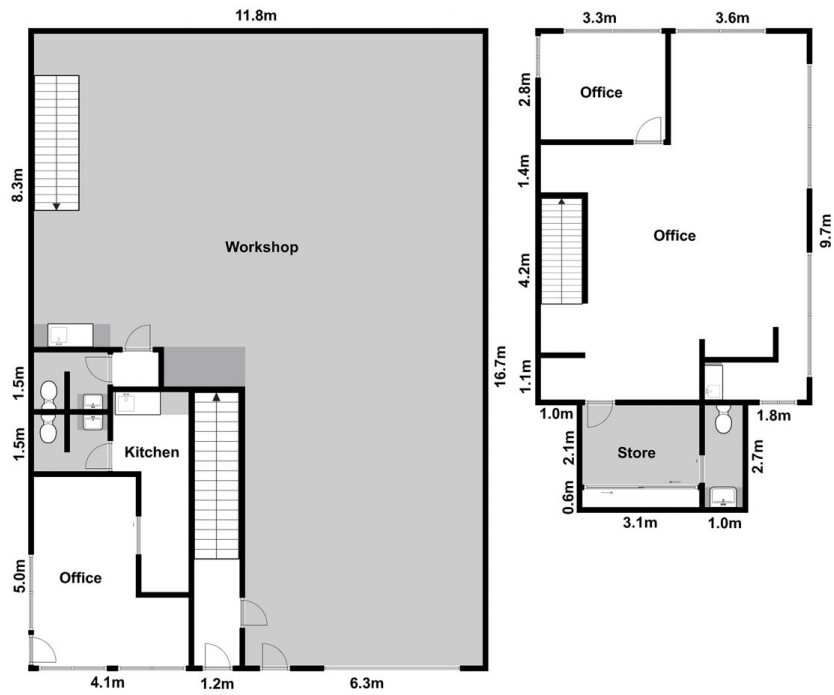 11.8m
8.3m
Workshop
16.7m
1.5m
1.5m
Kitchen
5.0m
Office
4.1m
1.2m
6.3m
3.3m
3.6m
2.8m
Office
1.4m
Office
9.7m
4.2m
1.1m
1.0m
1.8m
2.1m
Store
2.7m
0.6m
3.1m
1.0m